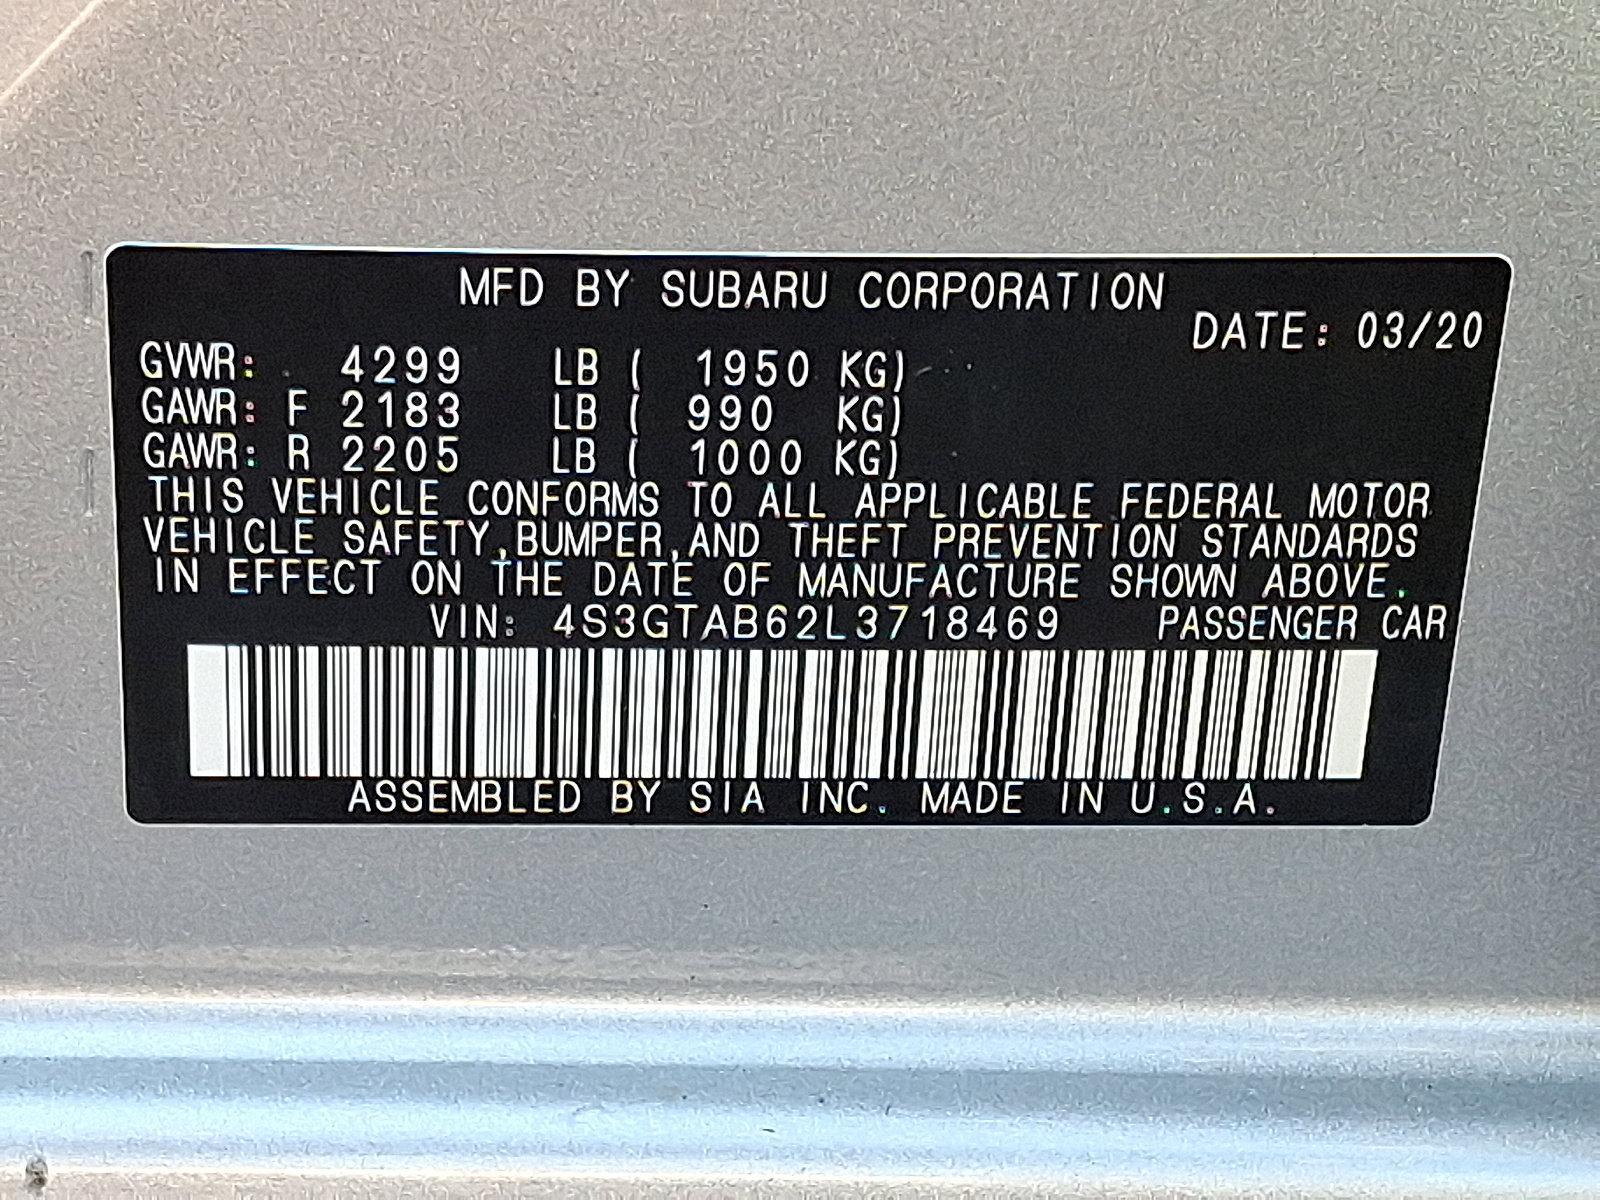 MFD BY SUBARU CORPORATION
DATE: 03/20
GVWR: 4299 LB ( 1950 KG)
GAWR: F 2183 LB ( 990 KG)
GAWR: R 2205 LB ( 1000 KG)
THIS VEHICLE CONFORMS TO ALL APPLICABLE FEDERAL MOTOR
VEHICLE SAFETY,BUMPER,AND THEFT PREVENTION STANDARDS
IN EFFECT ON THE DATE OF MANUFACTURE SHOWN ABOVE.
VIN: 4S3GTAB62L3718469 PASSENGER CAR
ASSEMBLED BY SIA INC. MADE IN U.S.A.